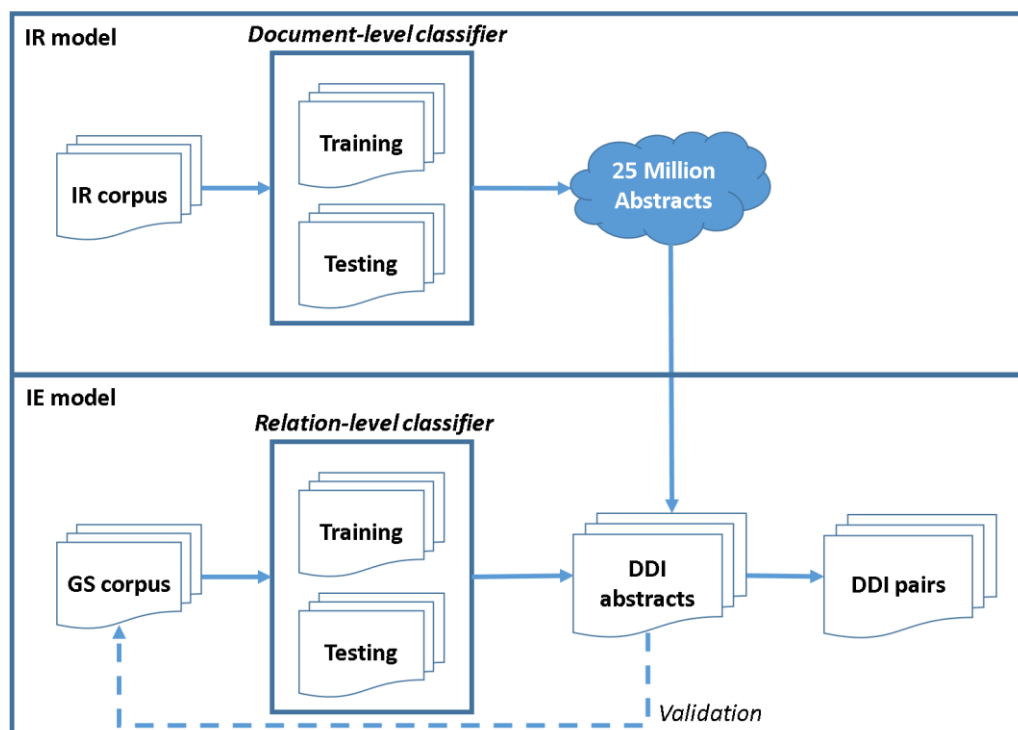 IR model
Document-level classifier
IR corpus
Training
Testing
25 Million
Abstracts
IE model
Relation-level classifier
GS corpus
Training
Testing
DDI
abstracts
DDI pairs
Validation